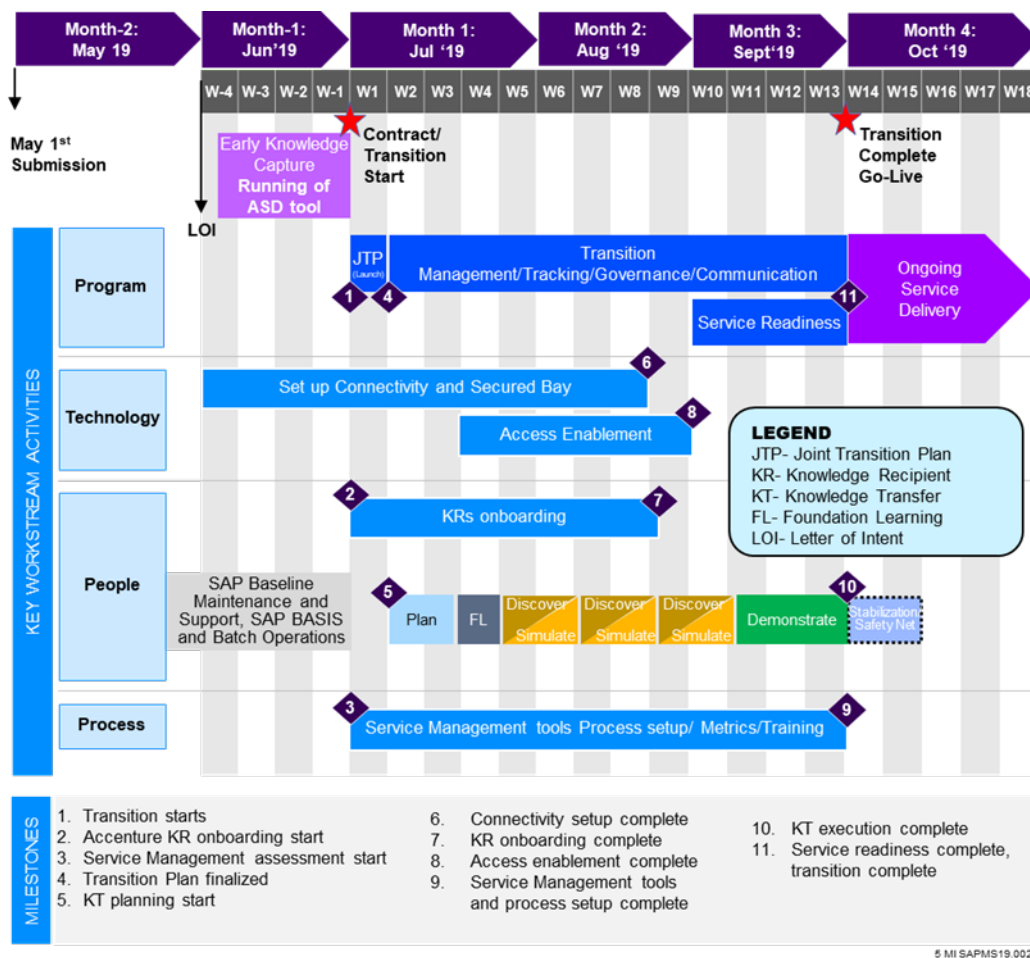 Month-2:
May 19
Month-1:
Jun'19
Month 1:
Jul ‘19
Month 2:
Aug ‘19
Month 3:
Sept‘19
Month 4:
Oct ‘19
W-4 W-3 W-2 W-1 W1 W2 W3 W4 W5 W6 W7 W8 W9 W10 W11 W12 W13 W14 W15 W16 W17 W18
May 1st
Submission
LOI
Early Knowledge
Capture
Running of
ASD tool
Contract/
Transition
Start
Transition
Complete
Go-Live
KEY WORKSTREAM ACTIVITIES
Program
JTP
(Launch)
Transition
Management/Tracking/Governance/Communication
1
4
11
Service Readiness
Ongoing
Service
Delivery
Technology
Set up Connectivity and Secured Bay
6
Access Enablement
8
LEGEND
JTP- Joint Transition Plan
KR- Knowledge Recipient
KT- Knowledge Transfer
FL- Foundation Learning
LOI- Letter of Intent
People
2
KRs onboarding
7
SAP Baseline
Maintenance and
Support, SAP BASIS
and Batch Operations
5
Plan
FL
Discover
Simulate
Discover
Simulate
Discover
Simulate
Demonstrate
10
Stabilization
Safety Net
Process
3
Service Management tools Process setup/ Metrics/Training
9
MILESTONES
1. Transition starts
2. Accenture KR onboarding start
3. Service Management assessment start
4. Transition Plan finalized
5. KT planning start
6. Connectivity setup complete
7. KR onboarding complete
8. Access enablement complete
9. Service Management tools
and process setup complete
10. KT execution complete
11. Service readiness complete,
transition complete
5 MI SAPMS19.002